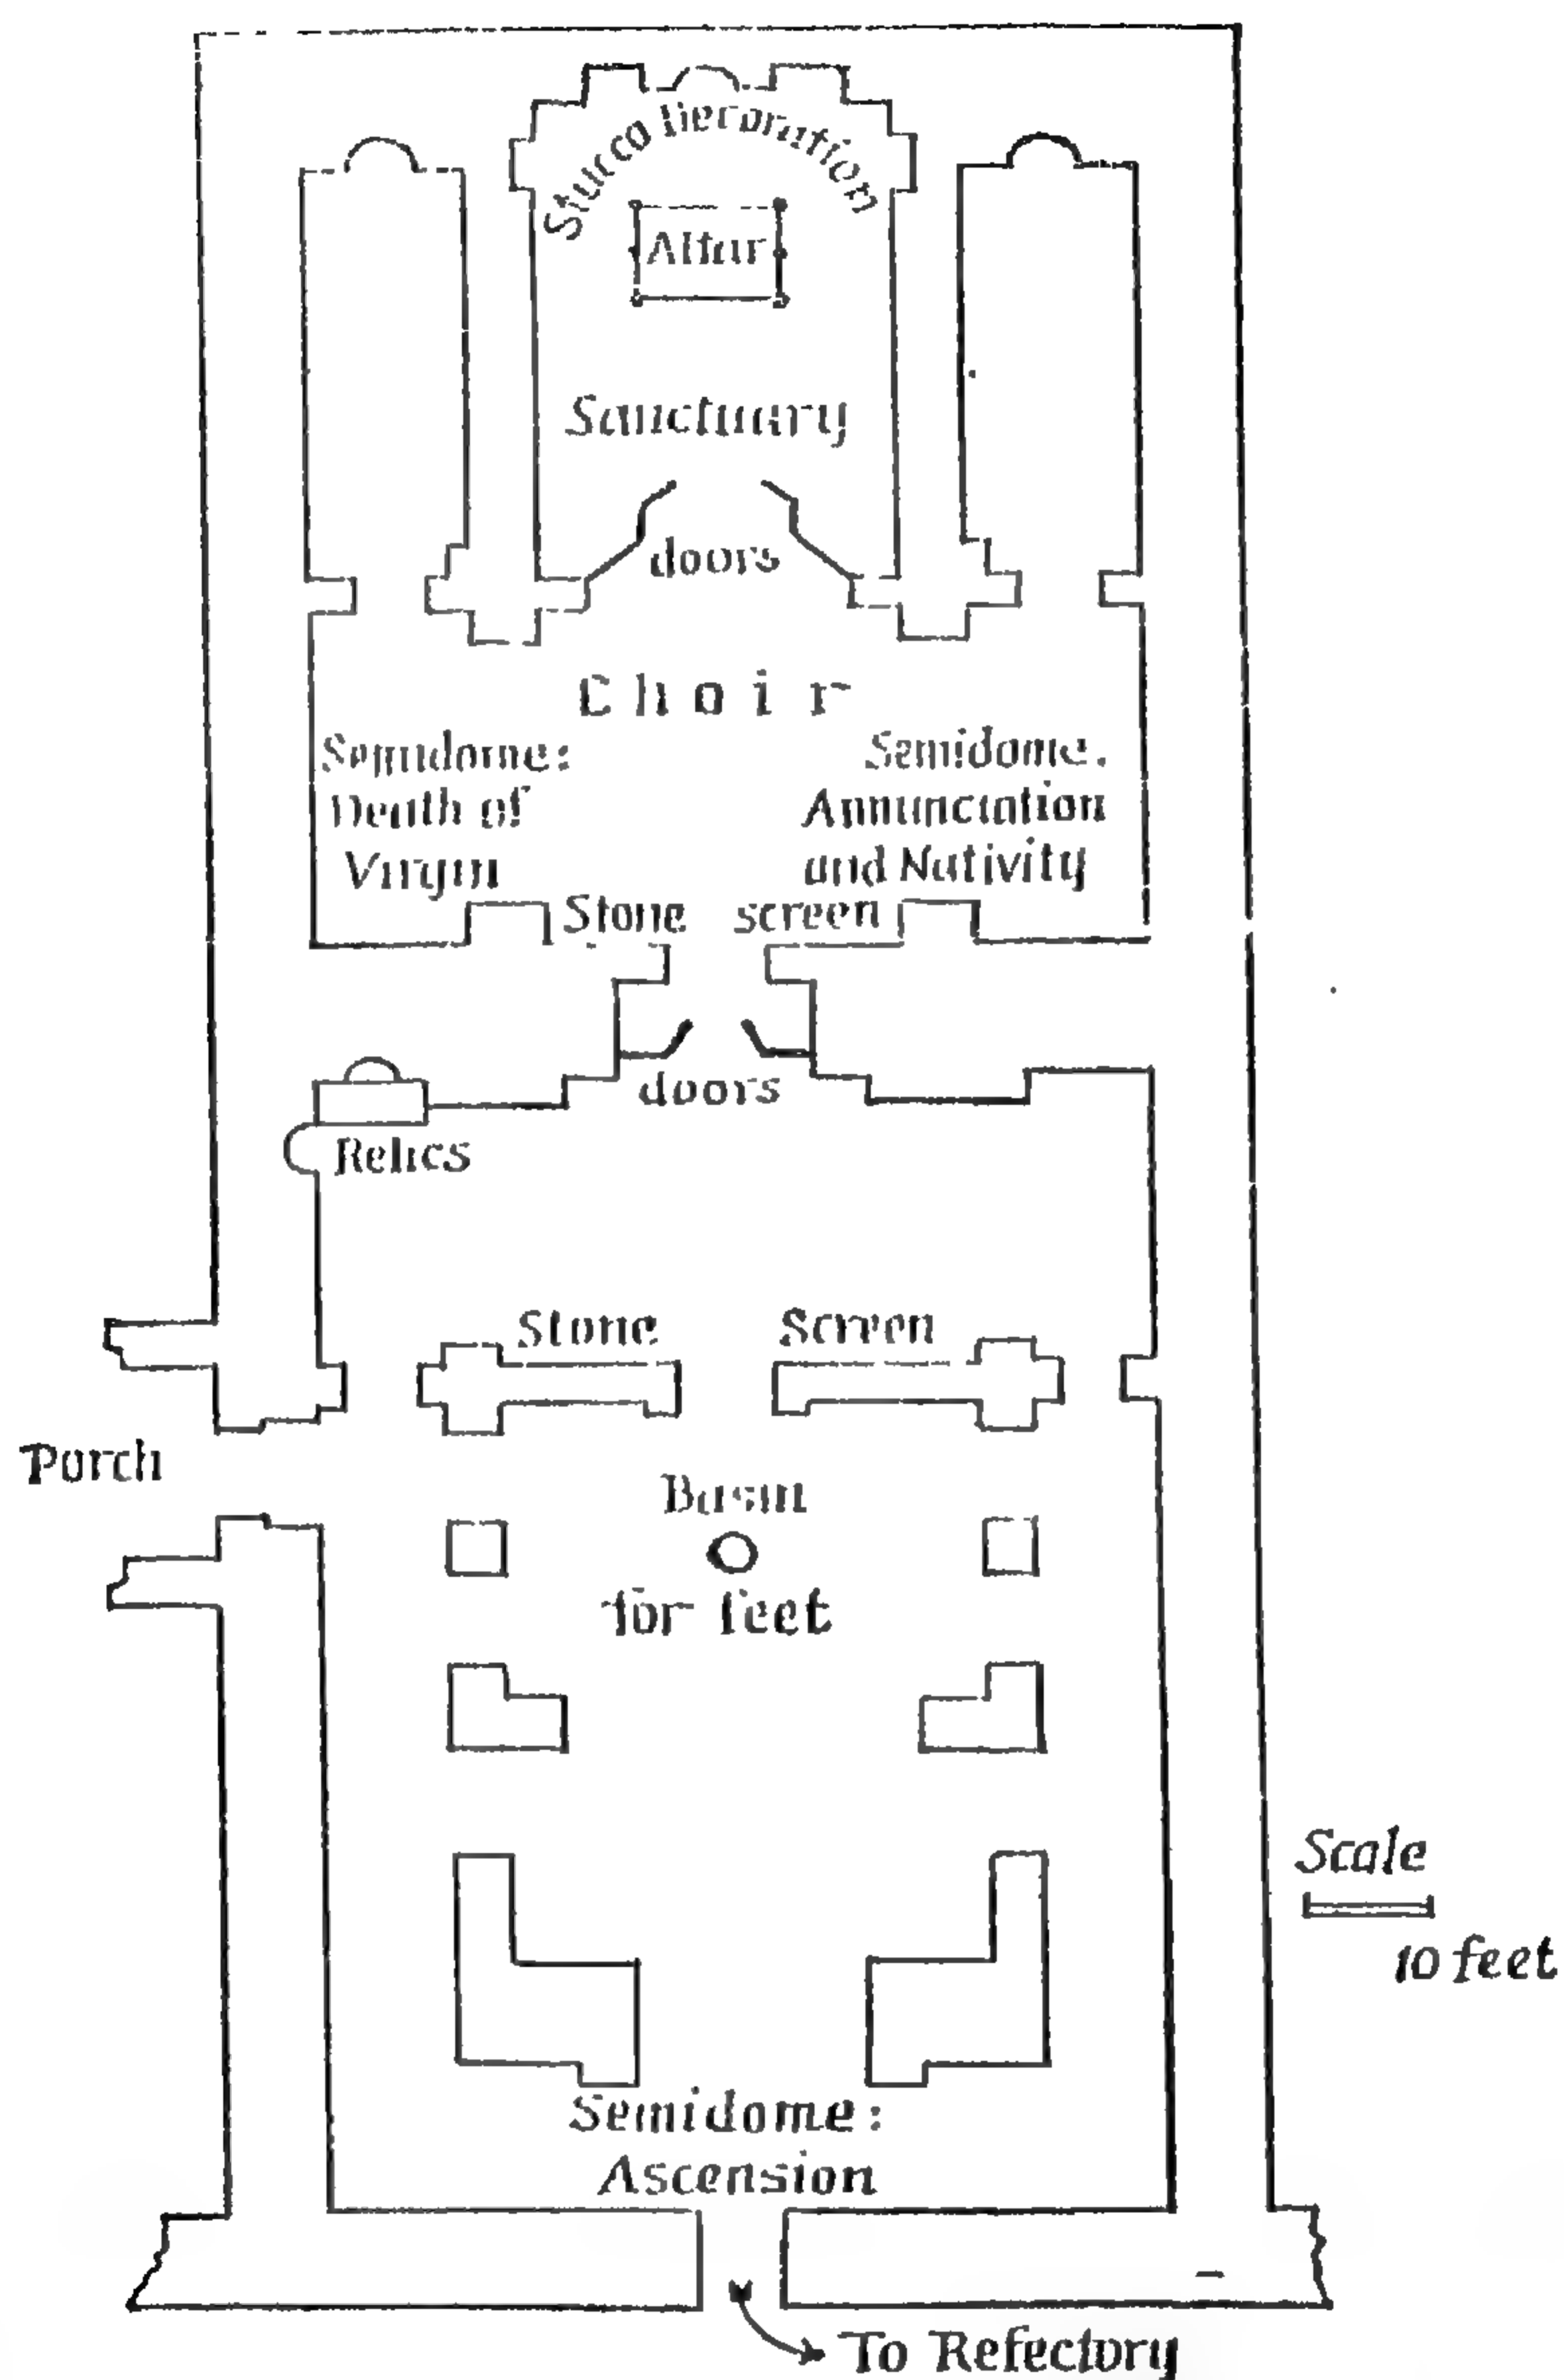 Stucco Decoration
Altar
Sanctuary
doors
Choir
Semidome:
Death of
Virgin
Semidome.
Annunciation
and Nativity
Stone screen
doors
Relics
Stone Screen
Porch
Basin
for feet
Scale
10 feet
Semidome:
Ascension
To Refectory